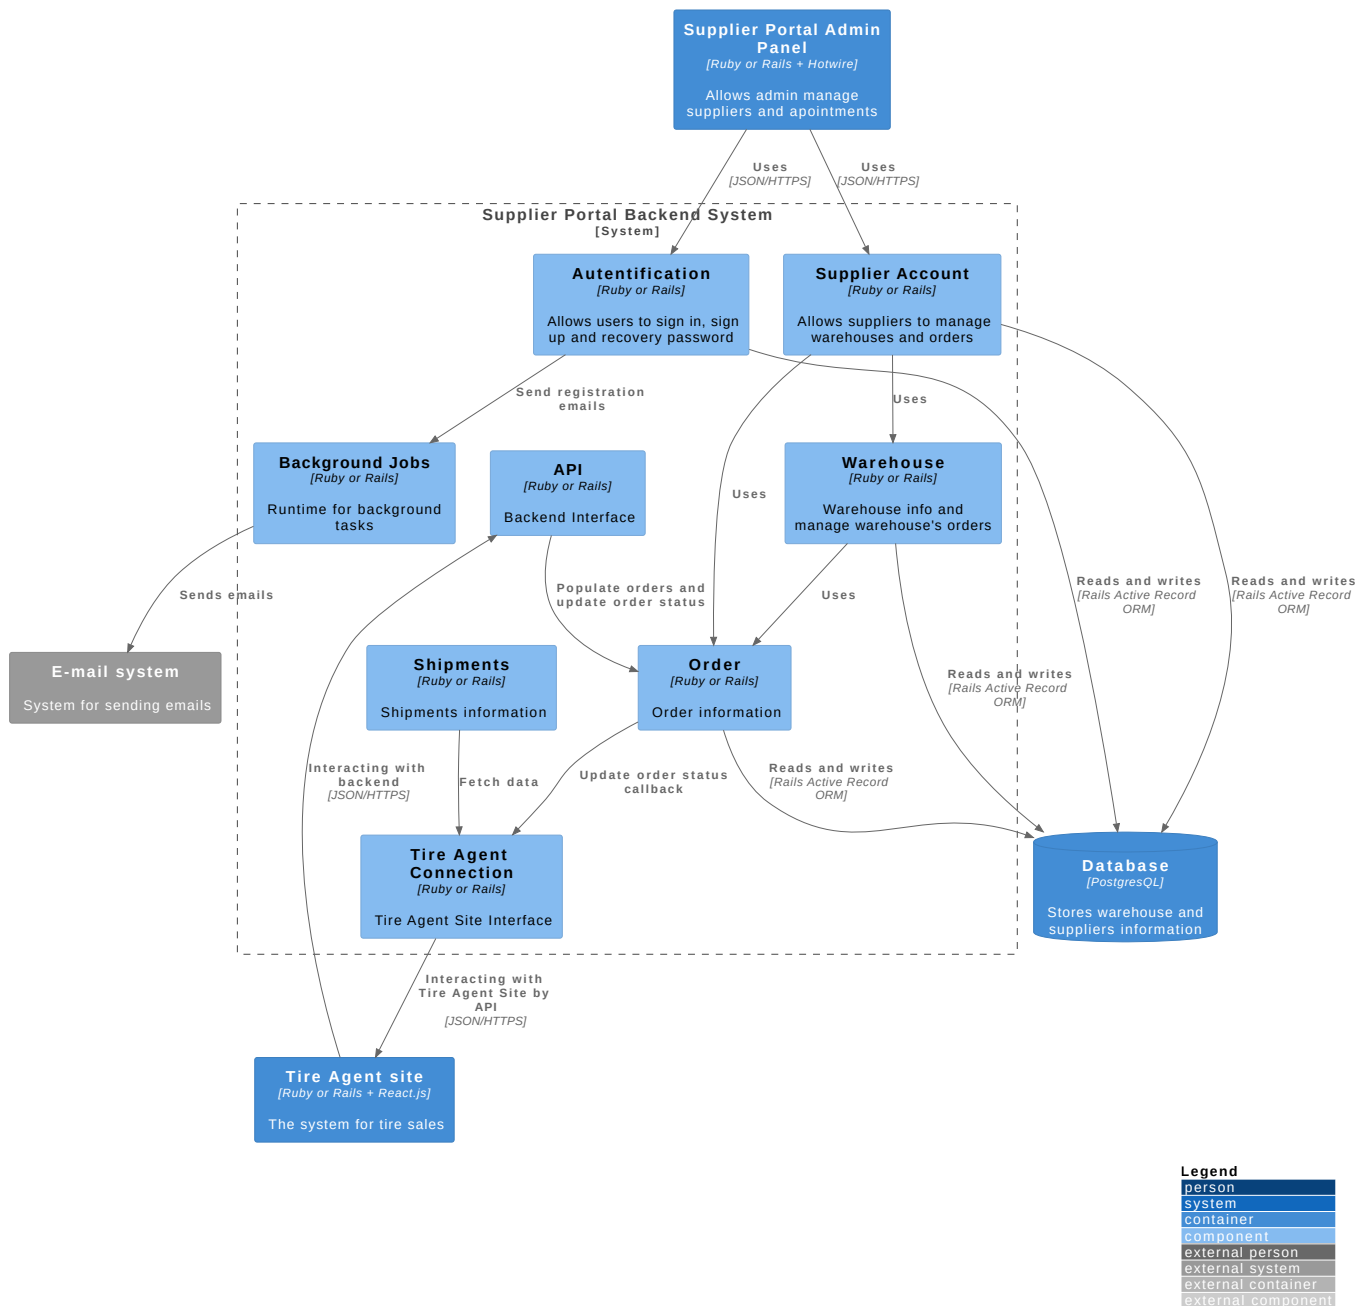 Supplier Portal Admin
Panel
[Ruby or Rails + Hotwire]
Allows admin manage
suppliers and apointments
Uses
[JSON/HTTPS]
Uses
[JSON/HTTPS]
Supplier Portal Backend System
[System]
Autentification
[Ruby or Rails]
Allows users to sign in, sign
up and recovery password
Supplier Account
[Ruby or Rails]
Allows suppliers to manage
warehouses and orders
Send registration
emails
Uses
Background Jobs
[Ruby or Rails]
Runtime for background
tasks
API
[Ruby or Rails]
Backend Interface
Warehouse
[Ruby or Rails]
Warehouse info and
manage warehouse's orders
Uses
Sends emails
Populate orders and
update order status
Uses
Reads and writes
[Rails Active Record
ORM]
Reads and writes
[Rails Active Record
ORM]
E-mail system
System for sending emails
Shipments
[Ruby or Rails]
Shipments information
Order
[Ruby or Rails]
Order information
Reads and writes
[Rails Active Record
ORM]
Interacting with
backend
[JSON/HTTPS]
Fetch data
Update order status
callback
Reads and writes
[Rails Active Record
ORM]
Tire Agent
Connection
[Ruby or Rails]
Tire Agent Site Interface
Database
[PostgresQL]
Stores warehouse and
suppliers information
Interacting with
Tire Agent Site by
API
[JSON/HTTPS]
Tire Agent site
[Ruby or Rails + React.js]
The system for tire sales
Legend
person
system
container
component
external person
external system
external container
external component